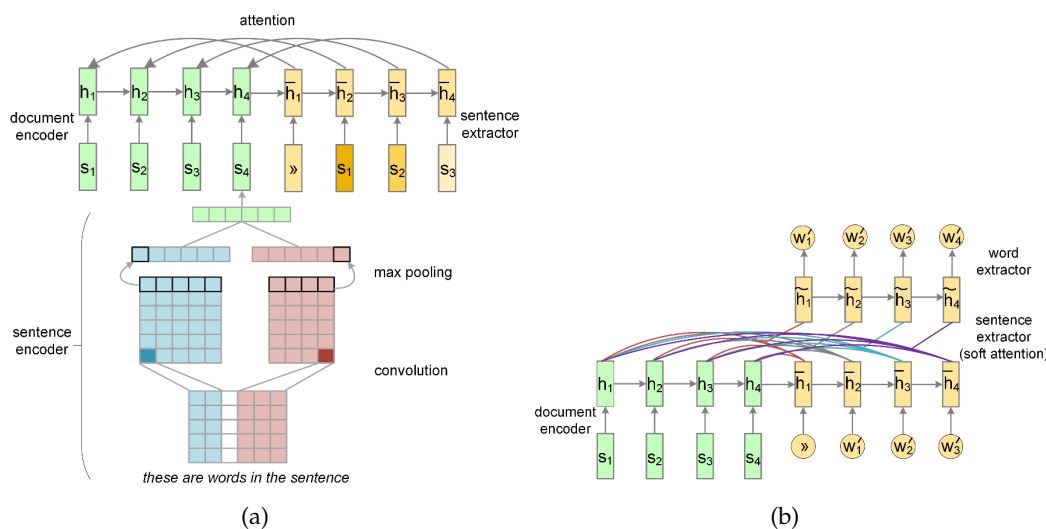 attention
h₁ h₂ h₃ h₄ h̄₁ h̄₂ h̄₃ h̄₄
document
encoder
sentence
extractor
s₁ s₂ s₃ s₄ » s₁ s₂ s₃
max pooling
sentence
encoder
convolution
these are words in the sentence
(a)
w′₁ w′₂ w′₃ w′₄
word
extractor
h̃₁ h̃₂ h̃₃ h̃₄
sentence
extractor
(soft attention)
h₁ h₂ h₃ h₄ h̄₁ h̄₂ h̄₃ h̄₄
document
encoder
s₁ s₂ s₃ s₄ » w′₁ w′₂ w′₃
(b)